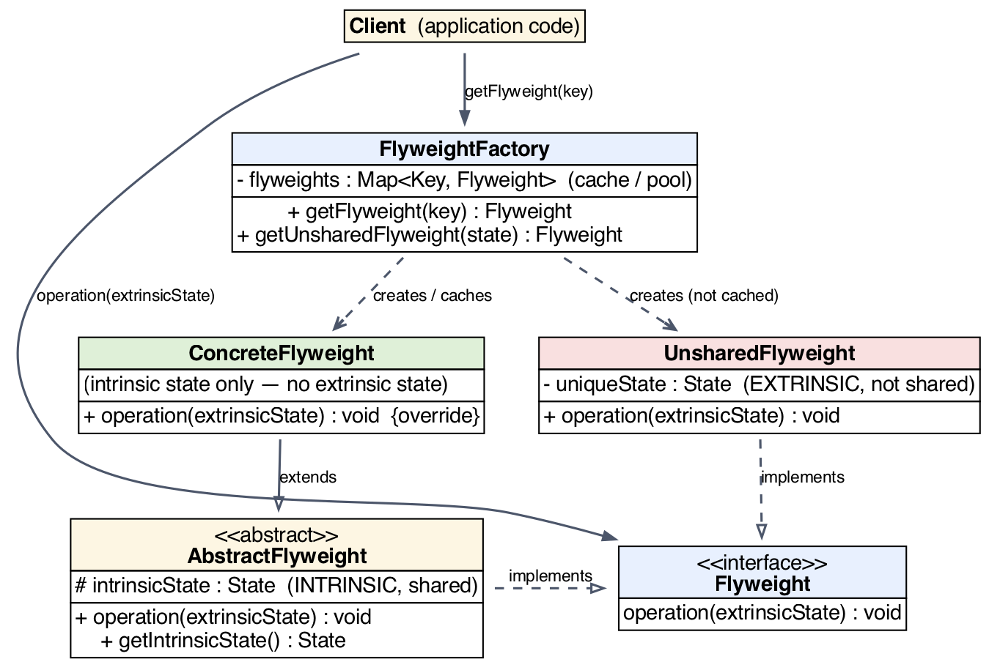 Client (application code)
getFlyweight(key)
FlyweightFactory
- flyweights : Map<Key, Flyweight> (cache / pool)
+ getFlyweight(key) : Flyweight
+ getUnsharedFlyweight(state) : Flyweight
operation(extrinsicState)
creates / caches
creates (not cached)
ConcreteFlyweight
(intrinsic state only — no extrinsic state)
+ operation(extrinsicState) : void {override}
UnsharedFlyweight
- uniqueState : State (EXTRINSIC, not shared)
+ operation(extrinsicState) : void
extends
implements
<<abstract>>
AbstractFlyweight
# intrinsicState : State (INTRINSIC, shared)
+ operation(extrinsicState) : void
+ getIntrinsicState() : State
implements
<<interface>>
Flyweight
operation(extrinsicState) : void